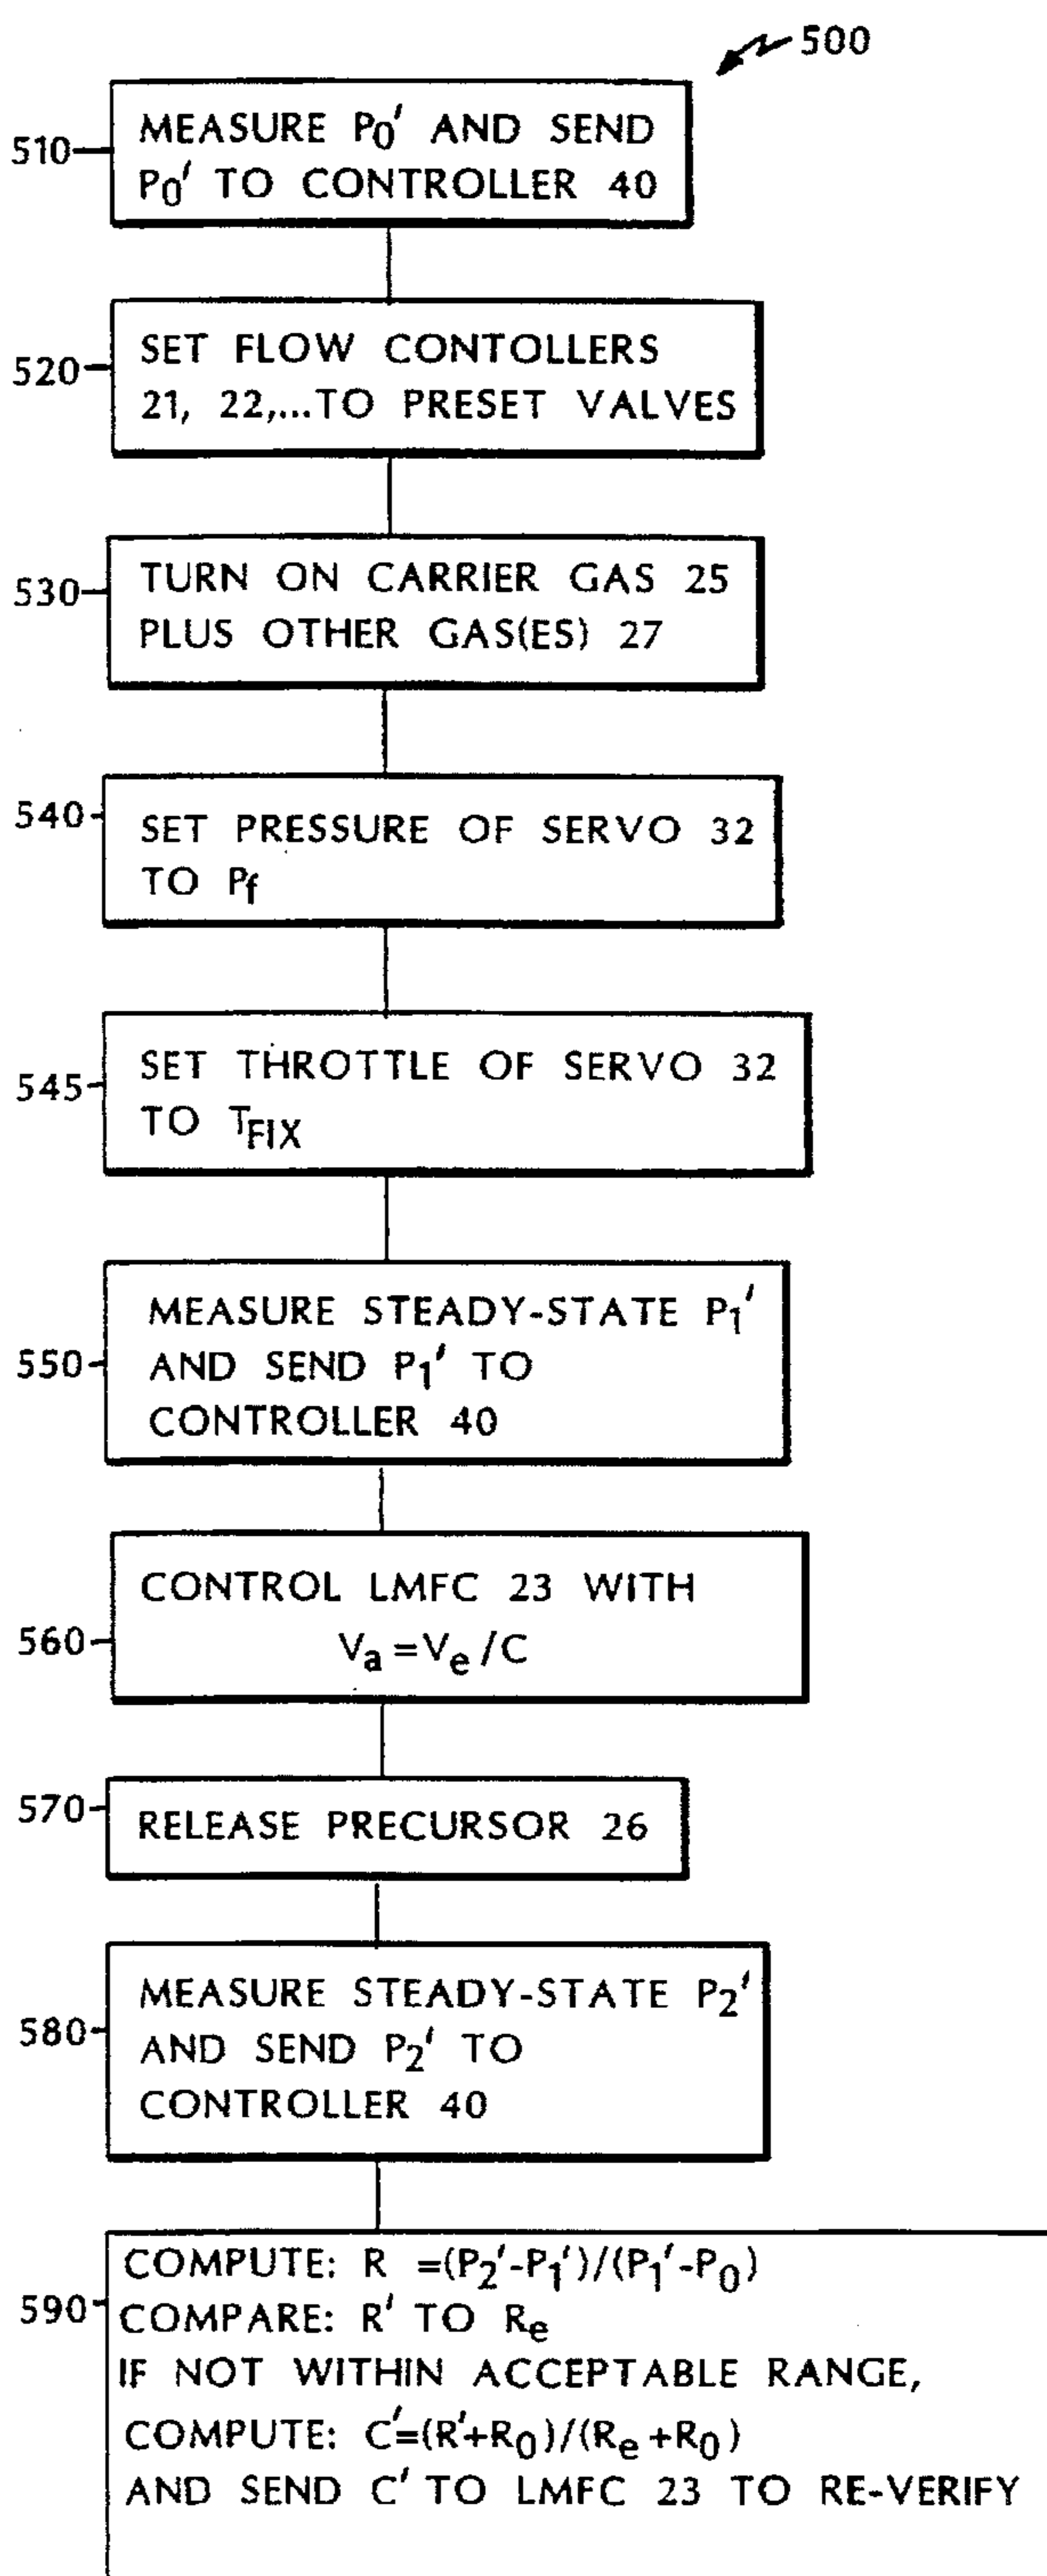 500
510
MEASURE P₀' AND SEND
P₀' TO CONTROLLER 40
520
SET FLOW CONTOLLERS
21, 22,...TO PRESET VALVES
530
TURN ON CARRIER GAS 25
PLUS OTHER GAS(ES) 27
540
SET PRESSURE OF SERVO 32
TO Pf
545
SET THROTTLE OF SERVO 32
TO TFIX
550
MEASURE STEADY-STATE P₁'
AND SEND P₁' TO
CONTROLLER 40
560
CONTROL LMFC 23 WITH
Va=Ve/C
570
RELEASE PRECURSOR 26
580
MEASURE STEADY-STATE P₂'
AND SEND P₂' TO
CONTROLLER 40
590
COMPUTE: R =(P₂'-P₁')/(P₁'-P₀)
COMPARE: R' TO Re
IF NOT WITHIN ACCEPTABLE RANGE,
COMPUTE: C'=(R'+R₀)/(Re+R₀)
AND SEND C' TO LMFC 23 TO RE-VERIFY